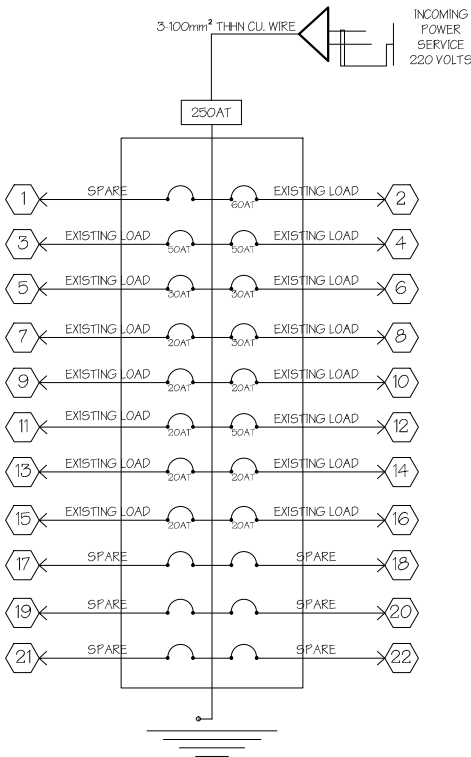 3-100mm² THHN CU. WIRE
INCOMING
POWER
SERVICE
220 VOLTS
250AT
1 SPARE 60AT EXISTING LOAD 2
3 EXISTING LOAD 50AT 50AT EXISTING LOAD 4
5 EXISTING LOAD 30AT 30AT EXISTING LOAD 6
7 EXISTING LOAD 20AT 30AT EXISTING LOAD 8
9 EXISTING LOAD 20AT 20AT EXISTING LOAD 10
11 EXISTING LOAD 20AT 50AT EXISTING LOAD 12
13 EXISTING LOAD 20AT 20AT EXISTING LOAD 14
15 EXISTING LOAD 20AT 20AT EXISTING LOAD 16
17 SPARE SPARE 18
19 SPARE SPARE 20
21 SPARE SPARE 22